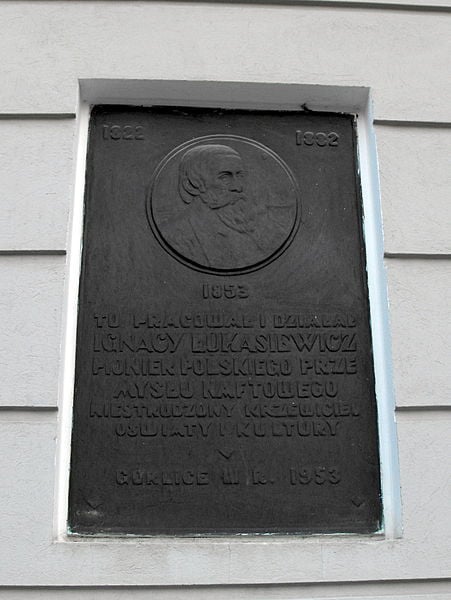 1822 1882
1853
TU PRACOWAŁ I DZIAŁAŁ
IGNACY ŁUKASIEWICZ
PIONIER POLSKIEGO PRZE
MYSŁU NAFTOWEGO
NIESTRUDZONY KRZEWICIEL
OŚWIATY I KULTURY
GORLICE W R. 1953